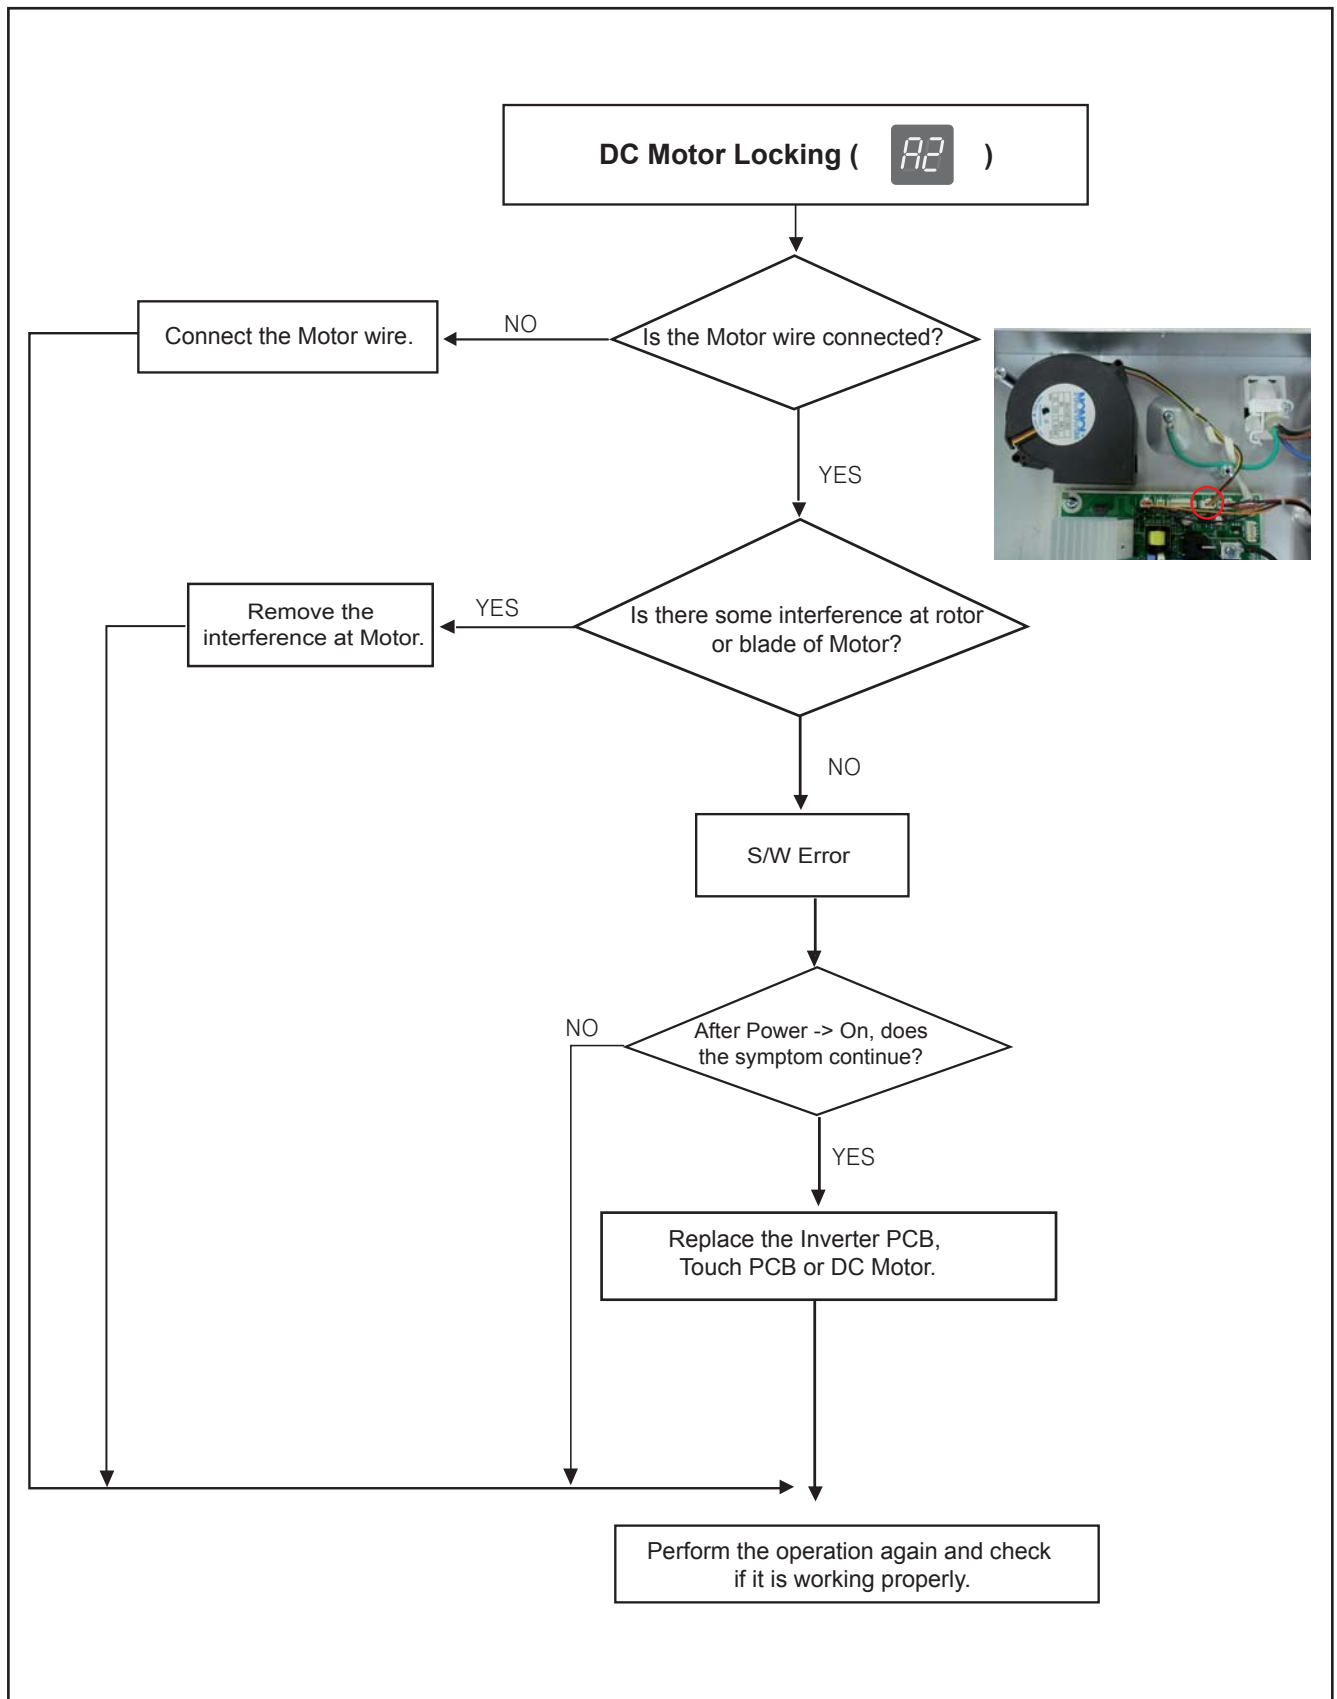 DC Motor Locking ( A2 )
Is the Motor wire connected?
NO
Connect the Motor wire.
YES
Is there some interference at rotor
or blade of Motor?
YES
Remove the
interference at Motor.
NO
S/W Error
After Power -> On, does
the symptom continue?
NO
YES
Replace the Inverter PCB,
Touch PCB or DC Motor.
Perform the operation again and check
if it is working properly.